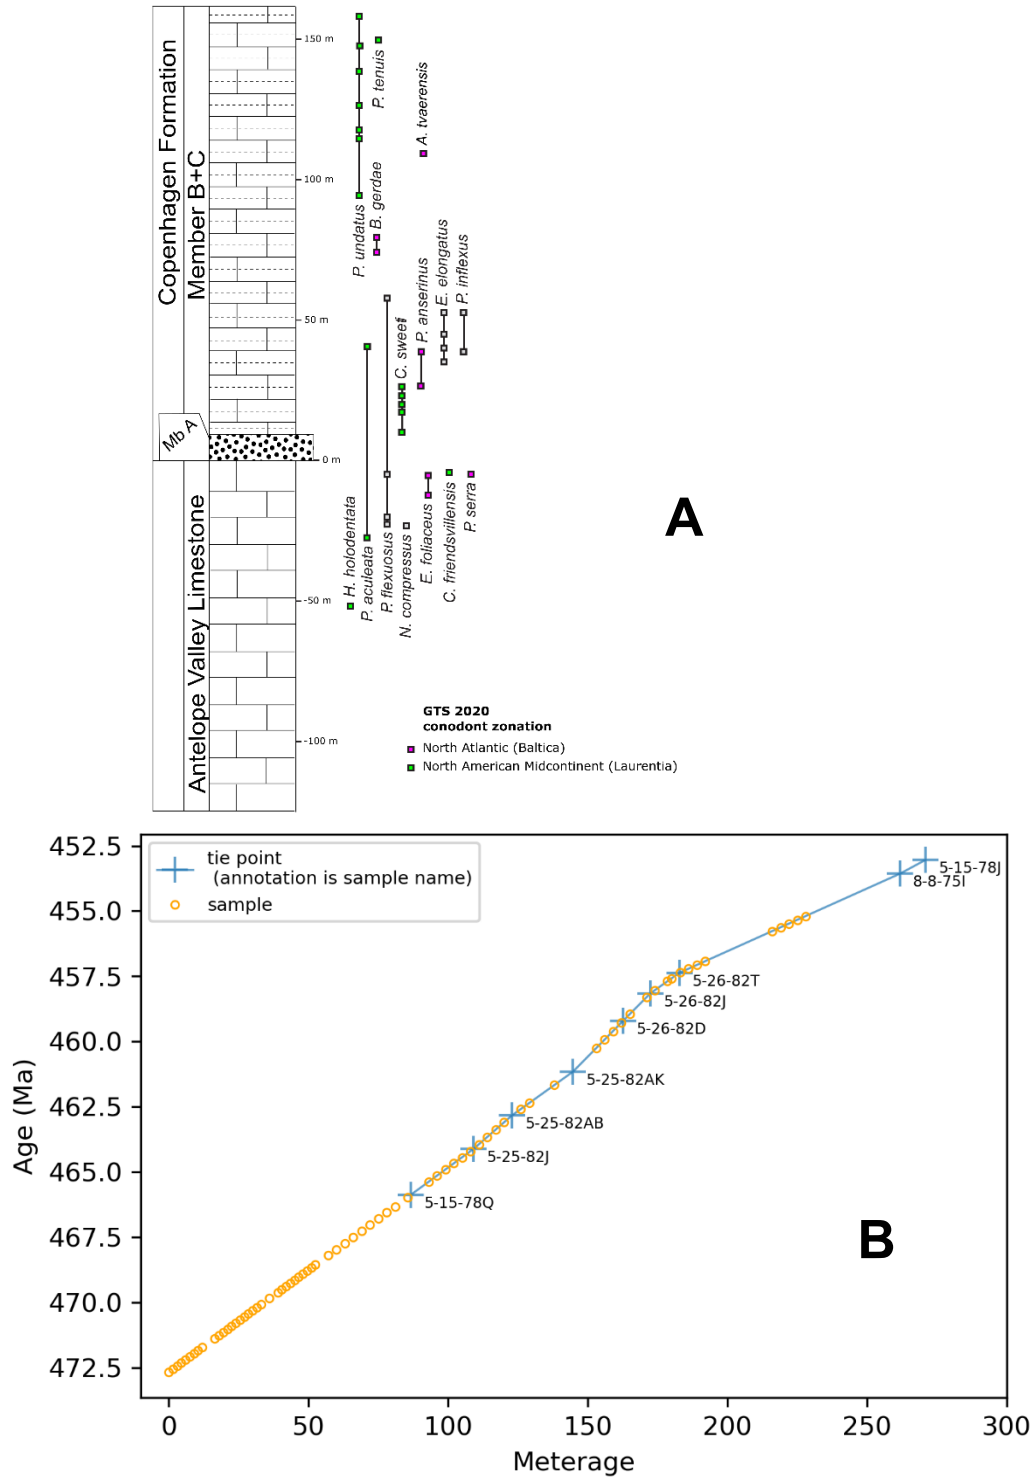 Copenhagen Formation
Member B+C
Mb A
Antelope Valley Limestone
150 m
100 m
50 m
0 m
-50 m
-100 m
P. tenuis
A. tvaerensis
P. undatus
B. gerdae
C. sweeti
P. anserinus
E. elongatus
P. inflexus
H. holodentata
P. aculeata
P. flexuosus
N. compressus
E. foliaceus
C. friendsvillensis
P. serra
A
GTS 2020
conodont zonation
North Atlantic (Baltica)
North American Midcontinent (Laurentia)
452.5
455.0
457.5
460.0
462.5
465.0
467.5
470.0
472.5
Age (Ma)
tie point
(annotation is sample name)
sample
5-15-78J
8-8-75I
5-26-82T
5-26-82J
5-26-82D
5-25-82AK
5-25-82AB
5-25-82J
5-15-78Q
B
0
50
100
150
200
250
300
Meterage